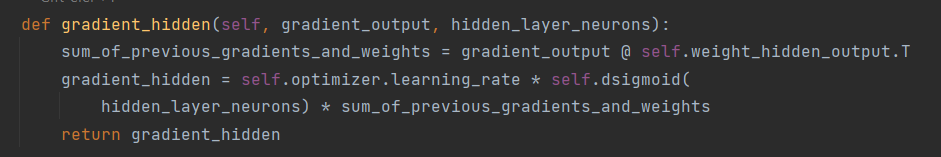 def gradient_hidden(self, gradient_output, hidden_layer_neurons):
    sum_of_previous_gradients_and_weights = gradient_output @ self.weight_hidden_output.T
    gradient_hidden = self.optimizer.learning_rate * self.dsigmoid(
        hidden_layer_neurons) * sum_of_previous_gradients_and_weights
    return gradient_hidden